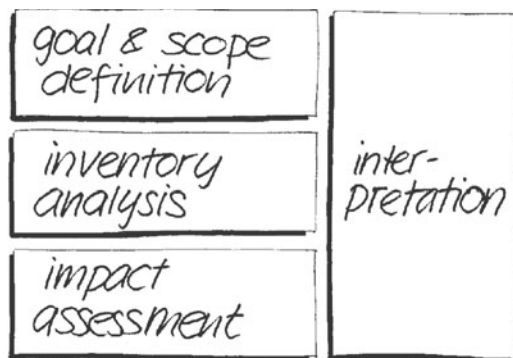 goal & scope
definition
inventory
analysis
impact
assessment
inter-
pretation